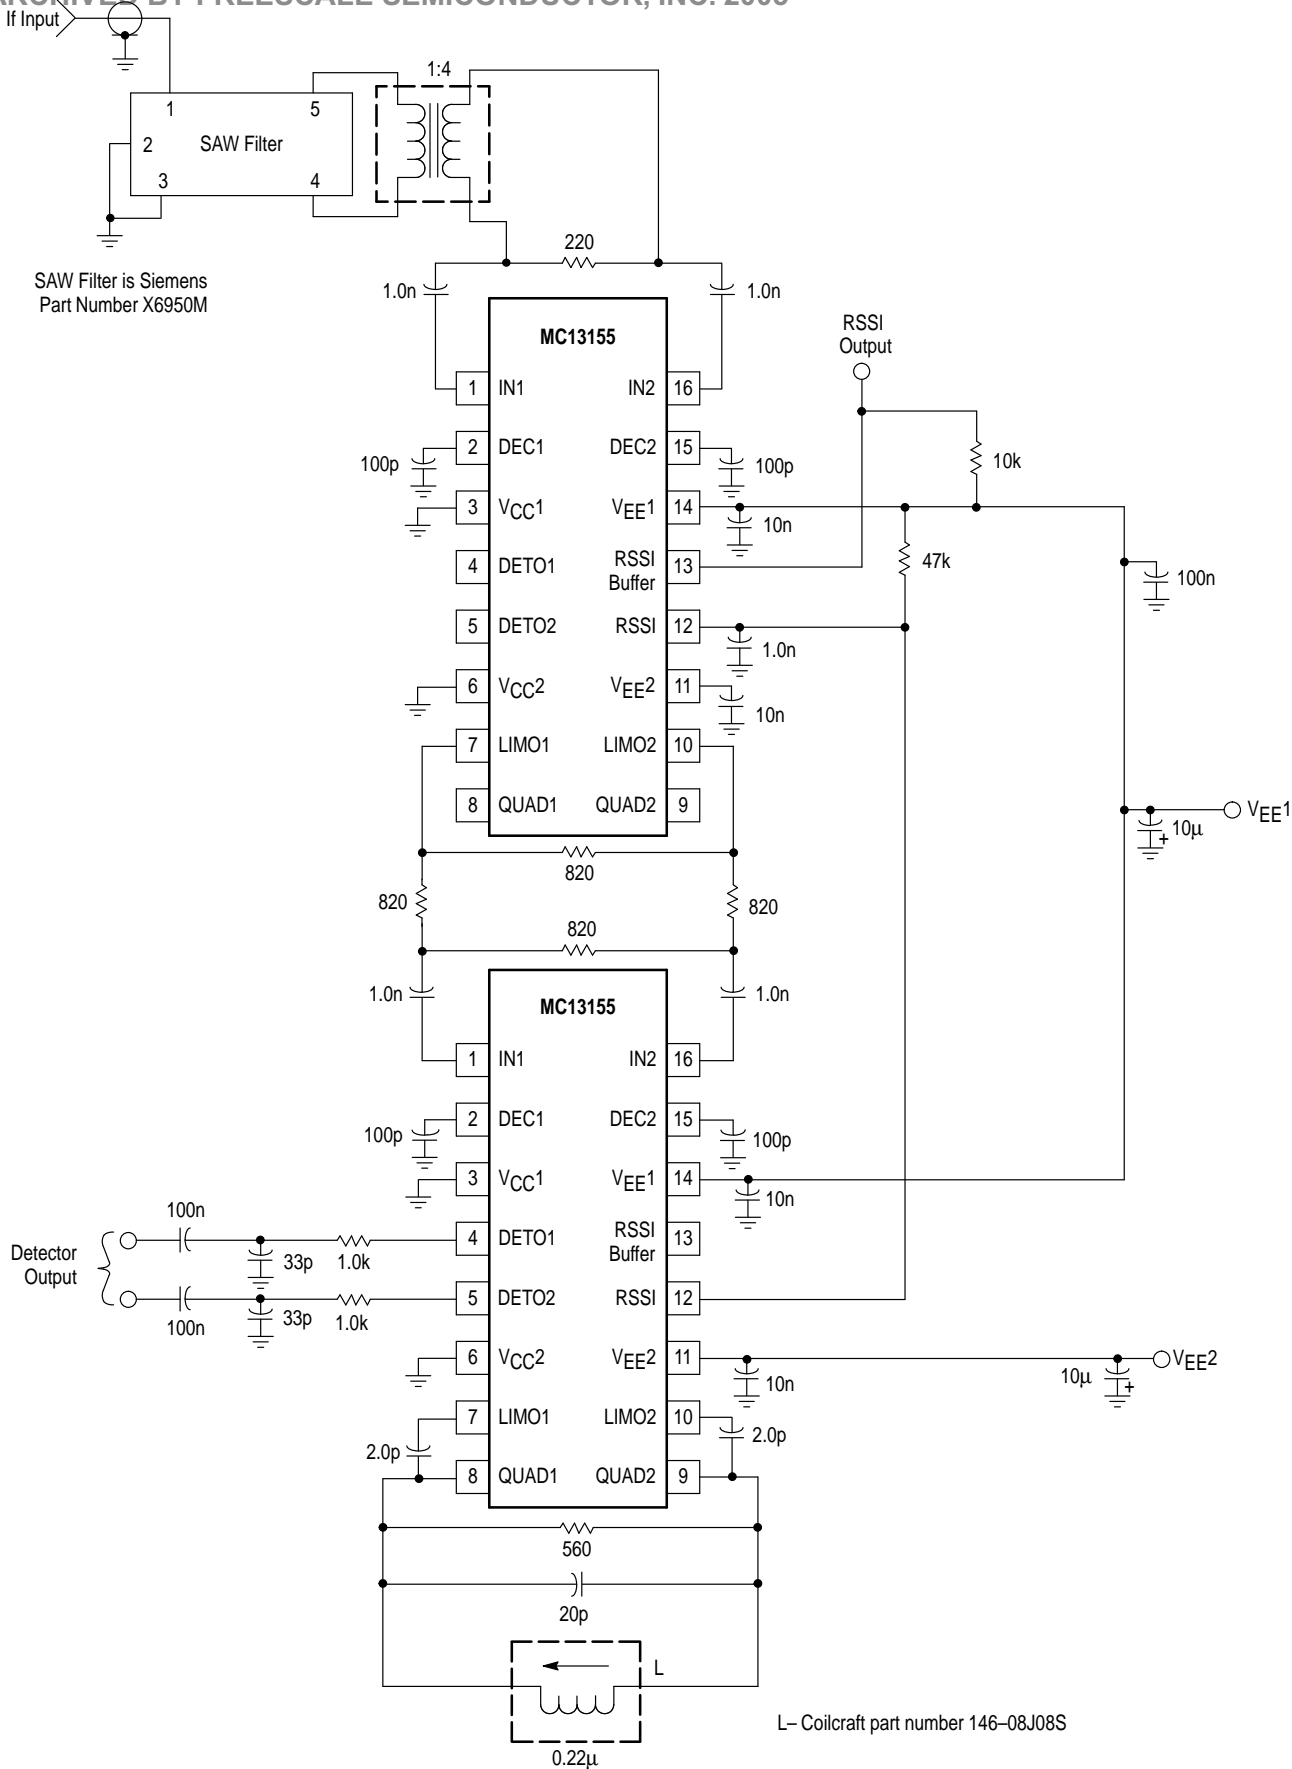 If Input
1:4
1
5
2
SAW Filter
3
4
220
SAW Filter is Siemens
Part Number X6950M
1.0n
1.0n
MC13155
RSSI
Output
1
IN1
IN2
16
2
DEC1
DEC2
15
100p
100p
10k
3
VCC1
VEE1
14
10n
4
DETO1
RSSI
Buffer
13
47k
100n
5
DETO2
RSSI
12
1.0n
6
VCC2
VEE2
11
10n
7
LIMO1
LIMO2
10
8
QUAD1
QUAD2
9
VEE1
10µ
+
820
820
820
820
1.0n
1.0n
MC13155
1
IN1
IN2
16
2
DEC1
DEC2
15
100p
100p
3
VCC1
VEE1
14
10n
100n
4
DETO1
RSSI
Buffer
13
Detector
Output
33p
1.0k
5
DETO2
RSSI
12
100n
33p
1.0k
6
VCC2
VEE2
11
VEE2
10n
10µ
+
7
LIMO1
LIMO2
10
2.0p
2.0p
8
QUAD1
QUAD2
9
560
20p
L
L– Coilcraft part number 146–08J08S
0.22µ